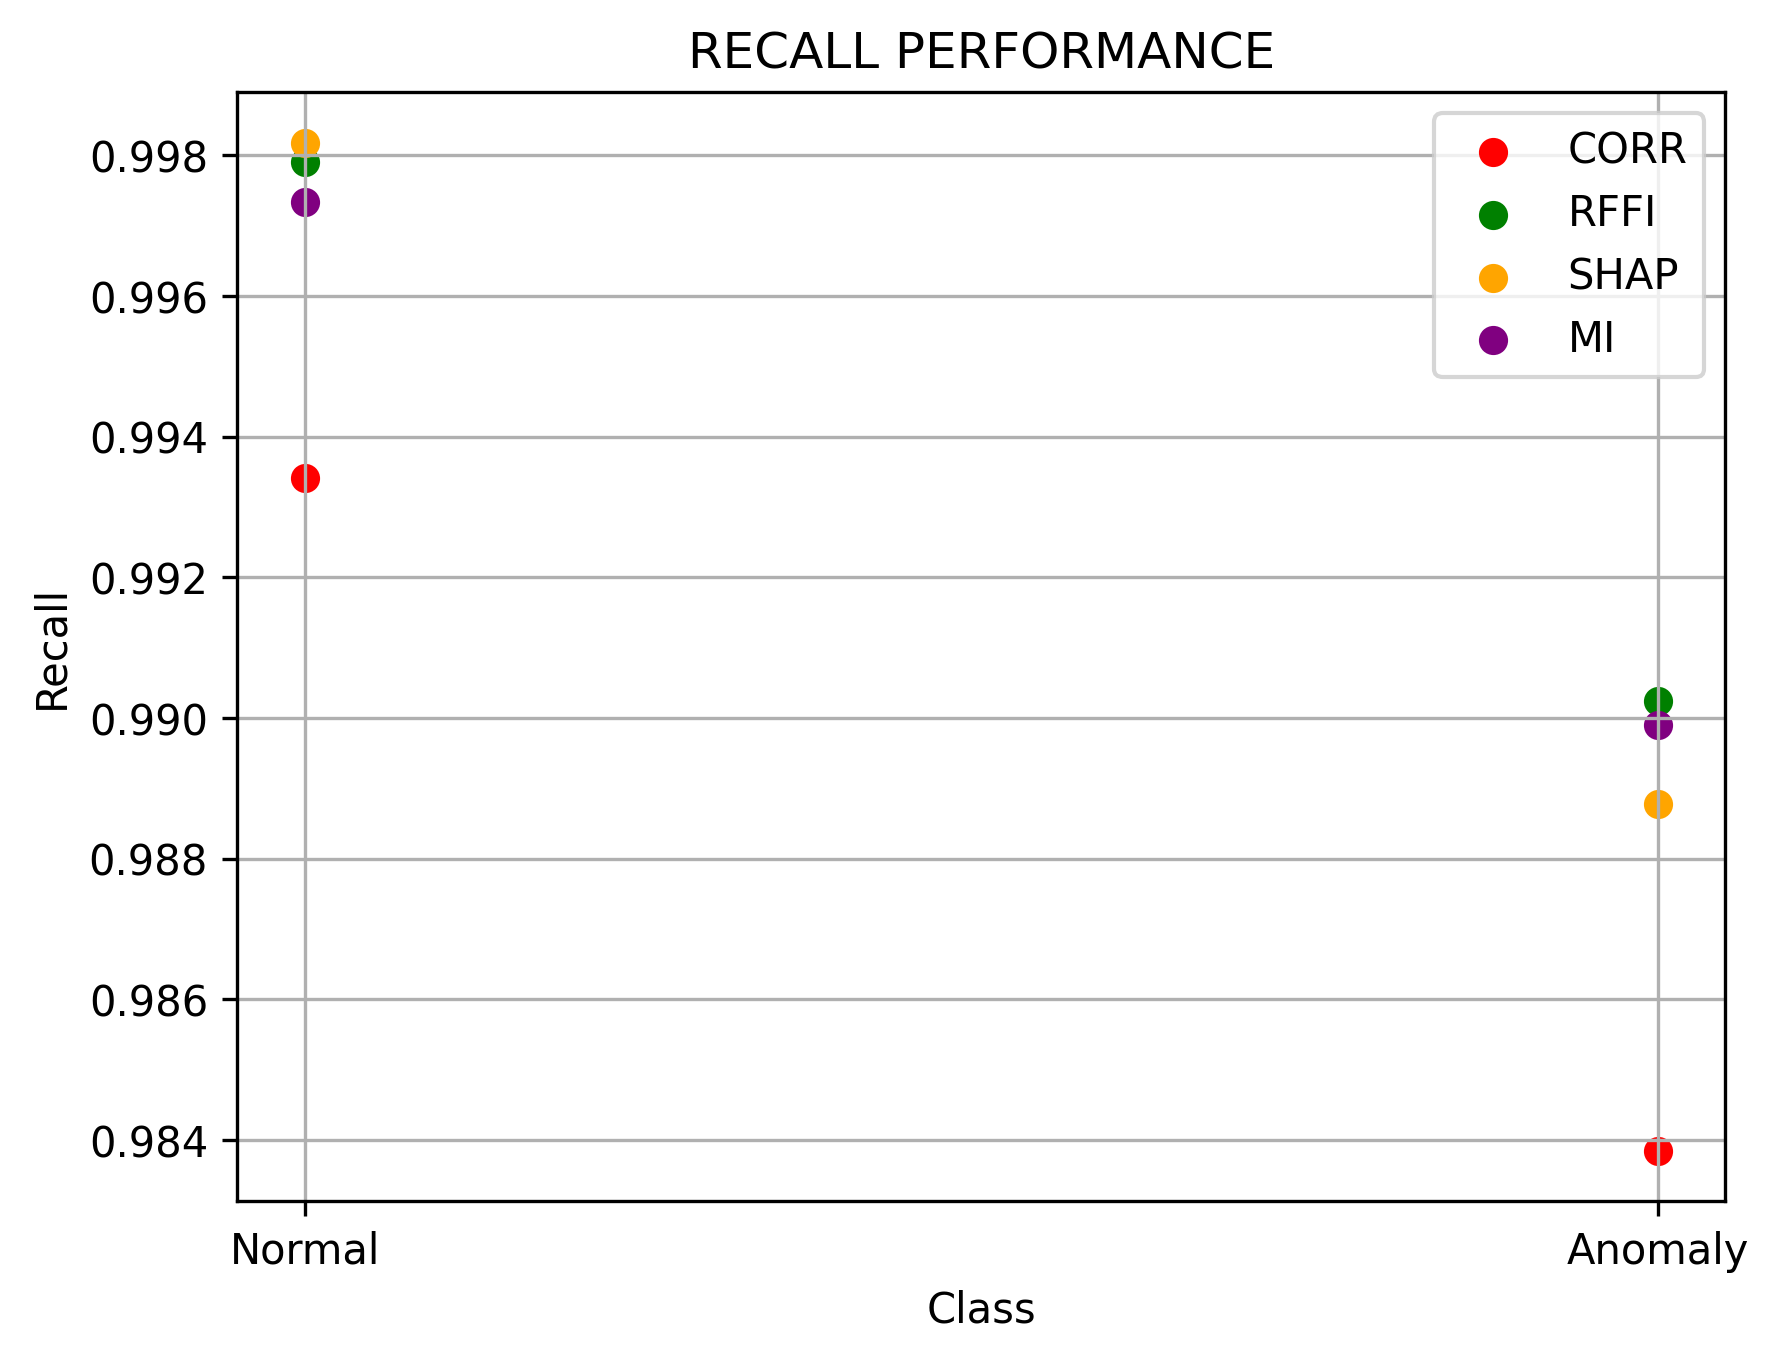 RECALL PERFORMANCE
CORR
RFFI
SHAP
MI
Recall
0.998
0.996
0.994
0.992
0.990
0.988
0.986
0.984
Normal
Anomaly
Class